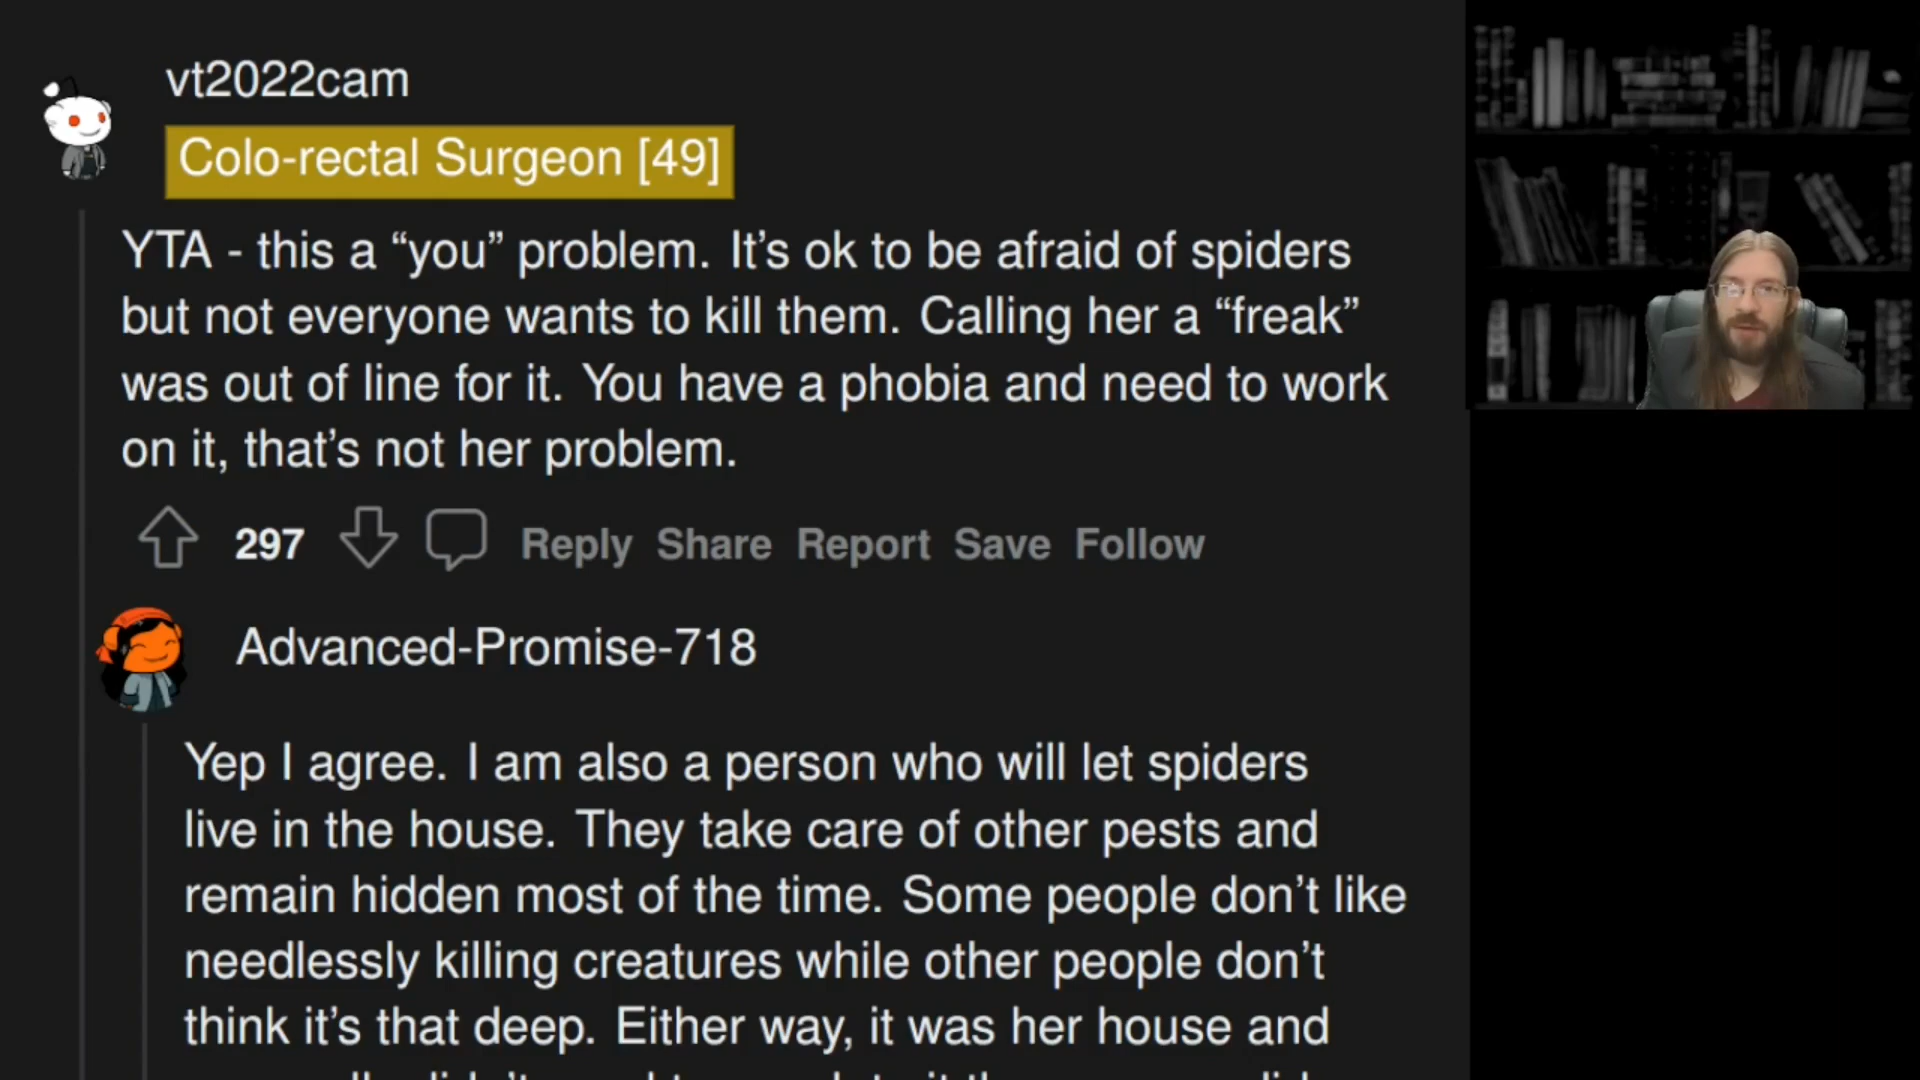 vt2022cam
Colo-rectal Surgeon [49]
YTA - this a “you” problem. It’s ok to be afraid of spiders
but not everyone wants to kill them. Calling her a “freak”
was out of line for it. You have a phobia and need to work
on it, that’s not her problem.
297 Reply Share Report Save Follow
Advanced-Promise-718
Yep I agree. I am also a person who will let spiders
live in the house. They take care of other pests and
remain hidden most of the time. Some people don’t like
needlessly killing creatures while other people don’t
think it’s that deep. Either way, it was her house and